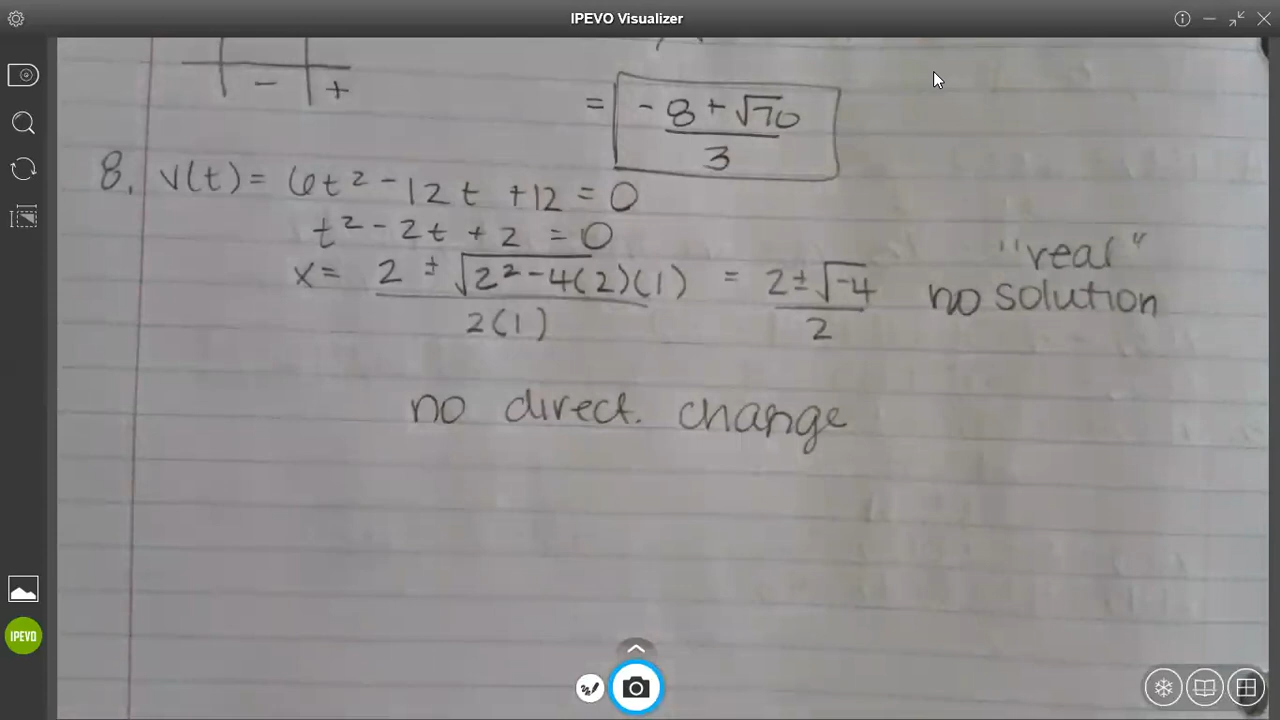 IPEVO Visualizer
- +
= -8 + √70 / 3
8. v(t) = 6t² - 12t + 12 = 0
t² - 2t + 2 = 0
x = 2 ± √2² - 4(2)(1) / 2(1) = 2 ± √-4 / 2 "real" no solution
no direct. change
IPEVO